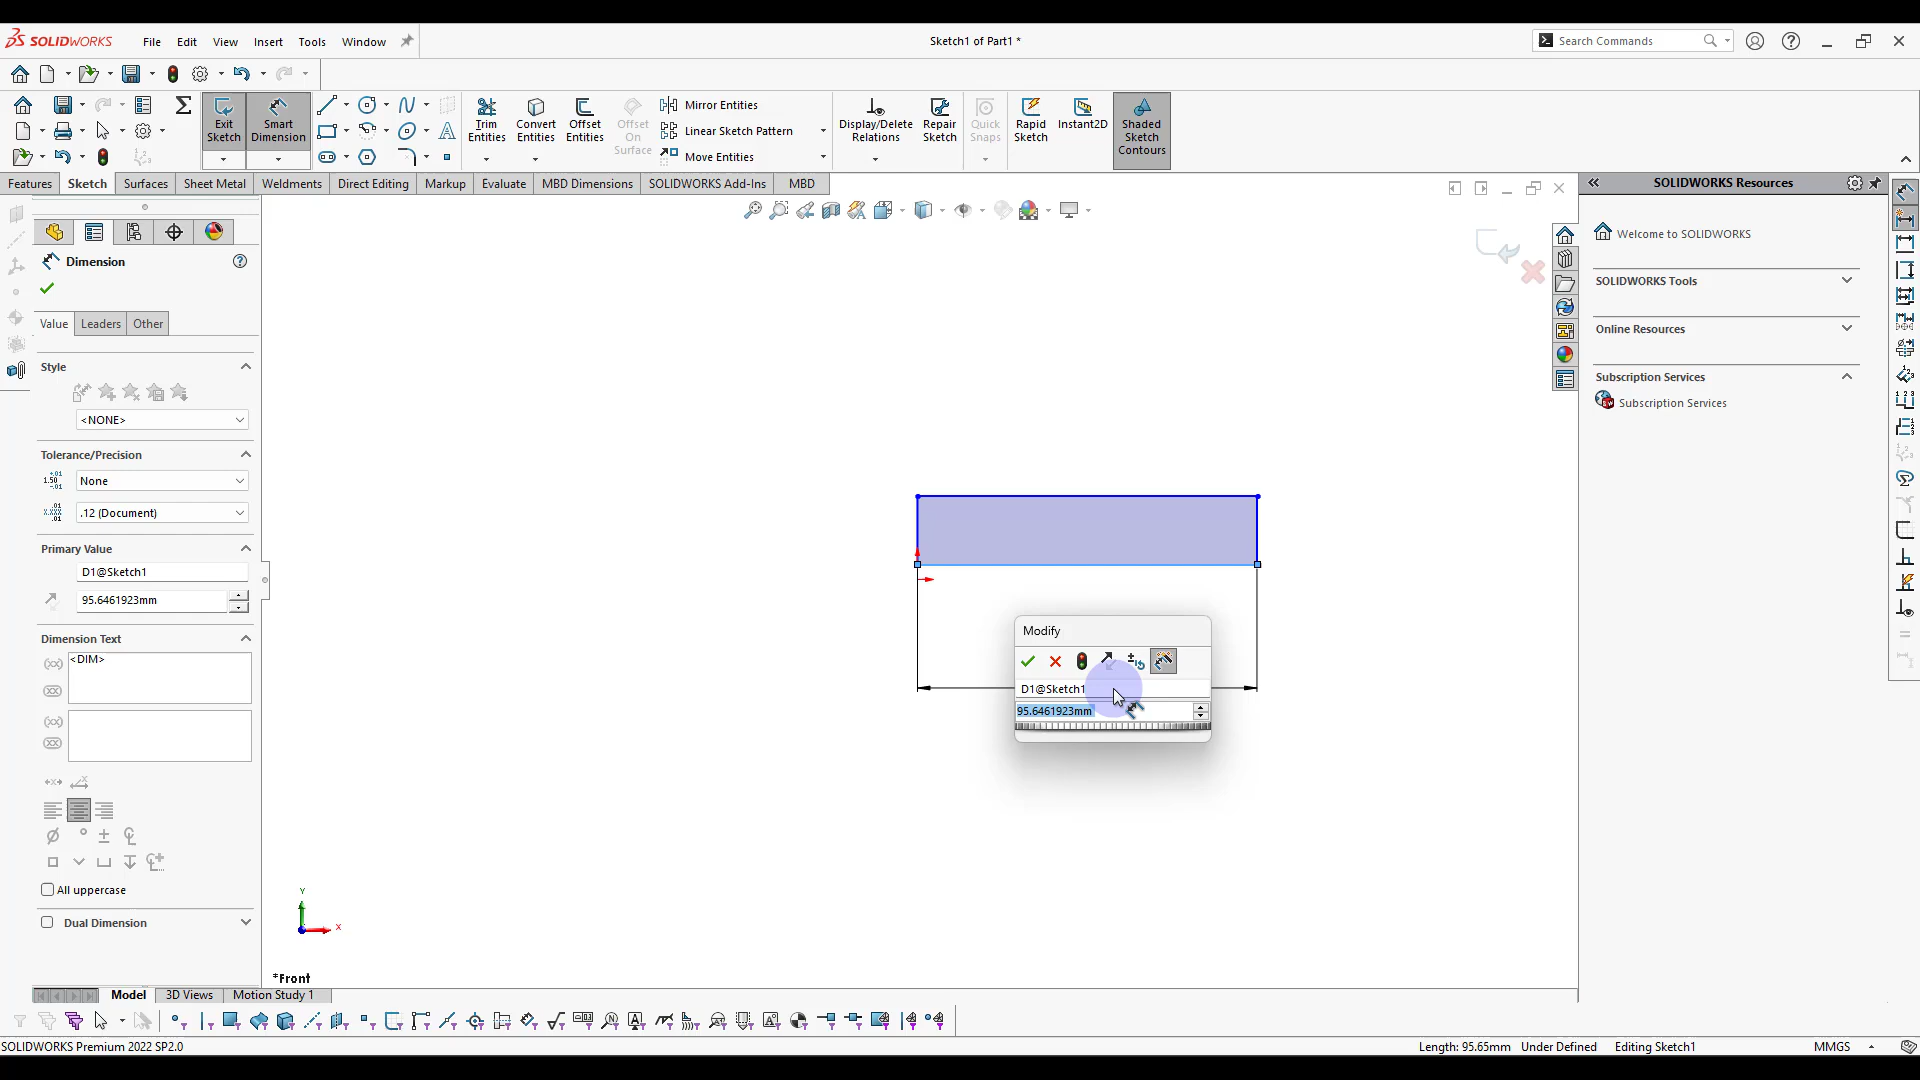 SOLIDWORKS
File Edit View Insert Tools Window
Sketch1 of Part1 *
Search Commands
Exit Sketch
Smart Dimension
Trim Entities
Convert Entities
Offset Entities
Offset On Surface
Mirror Entities
Linear Sketch Pattern
Move Entities
Display/Delete Relations
Repair Sketch
Quick Snaps
Rapid Sketch
Instant2D
Shaded Sketch Contours
Features Sketch Surfaces Sheet Metal Weldments Direct Editing Markup Evaluate MBD Dimensions SOLIDWORKS Add-Ins MBD
SOLIDWORKS Resources
Welcome to SOLIDWORKS
SOLIDWORKS Tools
Online Resources
Subscription Services
Subscription Services
Dimension
Value Leaders Other
Style
<NONE>
Tolerance/Precision
None
.12 (Document)
Primary Value
D1@Sketch1
95.6461923mm
Dimension Text
<DIM>
All uppercase
Dual Dimension
Modify
D1@Sketch1
95.6461923mm
Y
X
*Front
Model 3D Views Motion Study 1
SOLIDWORKS Premium 2022 SP2.0
Length: 95.65mm Under Defined Editing Sketch1 MMGS